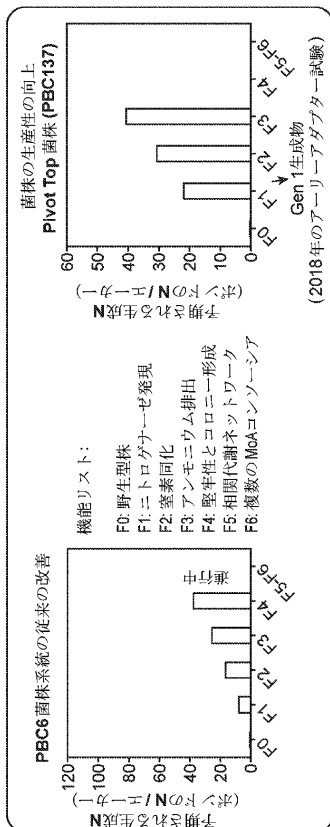 PBC6菌株系統の従来の改善
予期される生成N
(ポンドのN/エーカー)
120
100
80
60
40
20
0
F0
F1
F2
F3
F4
F5-F6
進行中
機能リスト:
F0: 野生型株
F1: ニトロゲナーゼ発現
F2: 窒素同化
F3: アンモニウム排出
F4: 堅牢性とコロニー形成
F5: 相関代謝ネットワーク
F6: 複数のMoAコンソーシア
菌株の生産性の向上
Pivot Top 菌株 (PBC137)
予期される生成N
(ポンドのN/エーカー)
60
50
40
30
20
10
0
F0
F1
F2
F3
F4
F5-F6
Gen 1生成物
(2018年のアーリーアダプター試験)